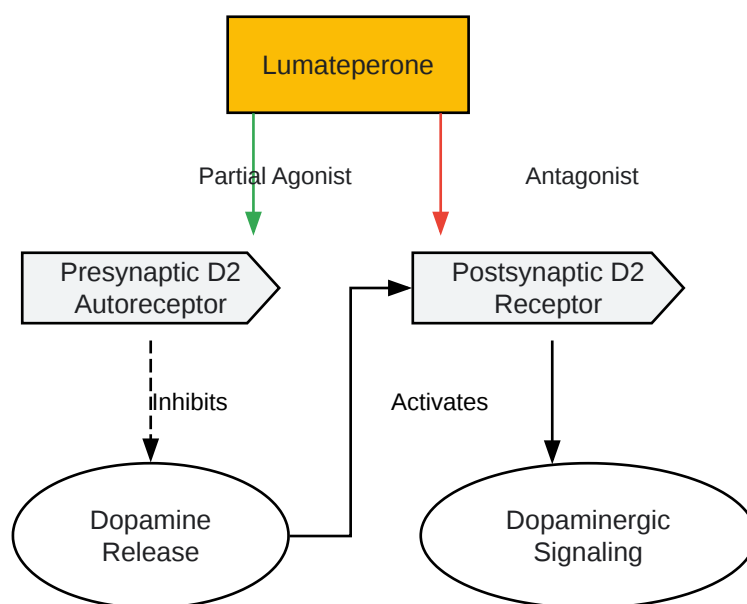 Lumateperone
Partial Agonist
Antagonist
Presynaptic D2
Autoreceptor
Postsynaptic D2
Receptor
Inhibits
Activates
Dopamine
Release
Dopaminergic
Signaling